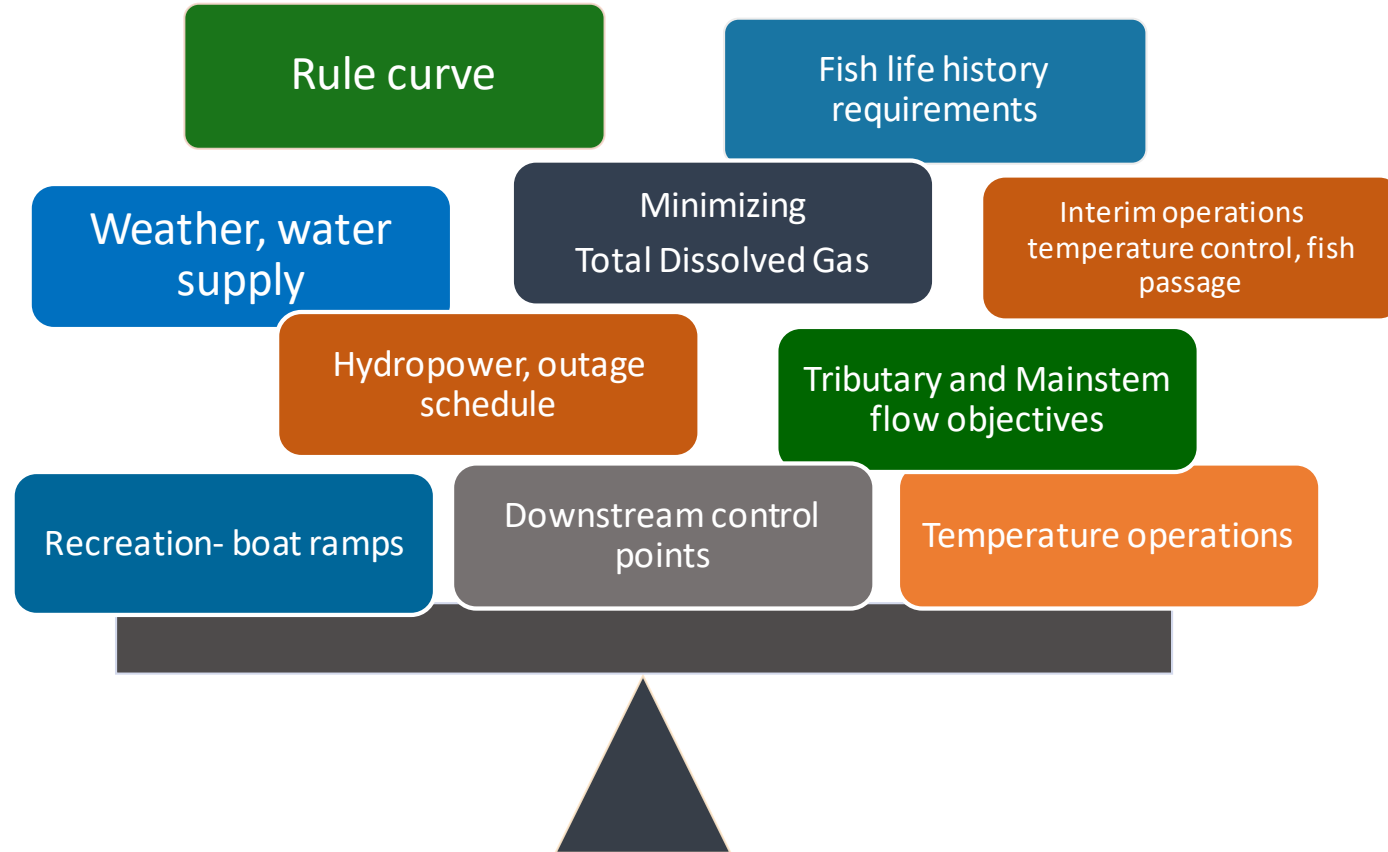 Rule curve
Fish life history
requirements
Weather, water
supply
Minimizing
Total Dissolved Gas
Interim operations
temperature control, fish
passage
Hydropower, outage
schedule
Tributary and Mainstem
flow objectives
Recreation- boat ramps
Downstream control
points
Temperature operations